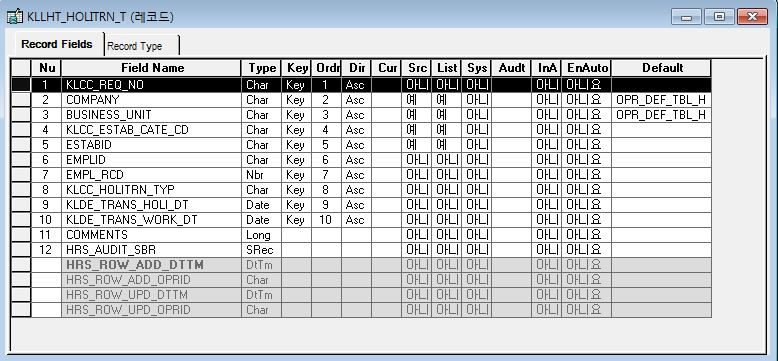 KLLHT_HOLITRN_T (레코드)
Record Fields Record Type
Nu Field Name Type Key Ordr Dir Cur Src List Sys Audt InA EnAuto Default
1 KLCC_REQ_NO Char Key 1 Asc 아니 아니 아니 아니 아니요
2 COMPANY Char Key 2 Asc 예 예 아니 아니 아니요 OPR_DEF_TBL_H
3 BUSINESS_UNIT Char Key 3 Asc 예 예 아니 아니 아니요 OPR_DEF_TBL_H
4 KLCC_ESTAB_CATE_CD Char Key 4 Asc 예 예 아니 아니 아니요
5 ESTABID Char Key 5 Asc 예 예 아니 아니 아니요
6 EMPLID Char Key 6 Asc 아니 아니 아니 아니 아니요
7 EMPL_RCD Nbr Key 7 Asc 아니 아니 아니 아니 아니요
8 KLCC_HOLITRN_TYP Char Key 8 Asc 아니 아니 아니 아니 아니요
9 KLDE_TRANS_HOLI_DT Date Key 9 Asc 아니 아니 아니 아니 아니요
10 KLDE_TRANS_WORK_DT Date Key 10 Asc 아니 아니 아니 아니 아니요
11 COMMENTS Long 아니 아니 아니 아니 아니요
12 HRS_AUDIT_SBR SRec 아니 아니 아니 아니 아니요
HRS_ROW_ADD_DTTM DtTm 아니 아니 아니 아니 아니요
HRS_ROW_ADD_OPRID Char 아니 아니 아니 아니 아니요
HRS_ROW_UPD_DTTM DtTm 아니 아니 아니 아니 아니요
HRS_ROW_UPD_OPRID Char 아니 아니 아니 아니 아니요